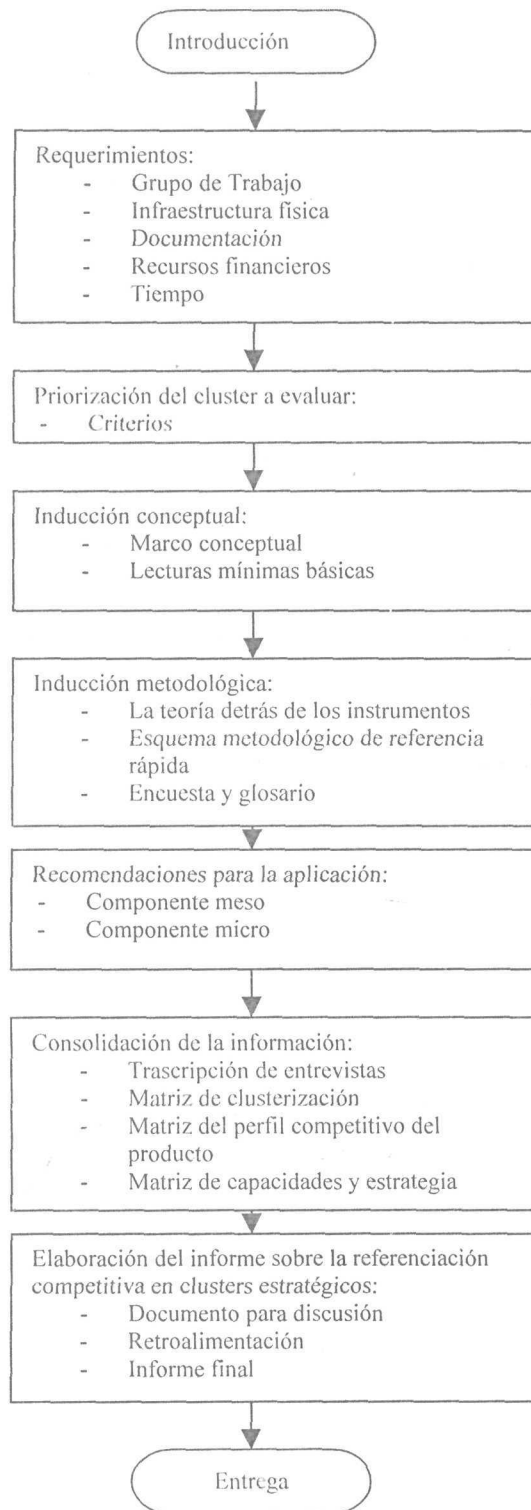 Introducción
Requerimientos:
- Grupo de Trabajo
- Infraestructura física
- Documentación
- Recursos financieros
- Tiempo
Priorización del cluster a evaluar:
- Criterios
Inducción conceptual:
- Marco conceptual
- Lecturas mínimas básicas
Inducción metodológica:
- La teoría detrás de los instrumentos
- Esquema metodológico de referencia
rápida
- Encuesta y glosario
Recomendaciones para la aplicación:
- Componente meso
- Componente micro
Consolidación de la información:
- Trascripción de entrevistas
- Matriz de clusterización
- Matriz del perfil competitivo del
producto
- Matriz de capacidades y estrategia
Elaboración del informe sobre la referenciación
competitiva en clusters estratégicos:
- Documento para discusión
- Retroalimentación
- Informe final
Entrega